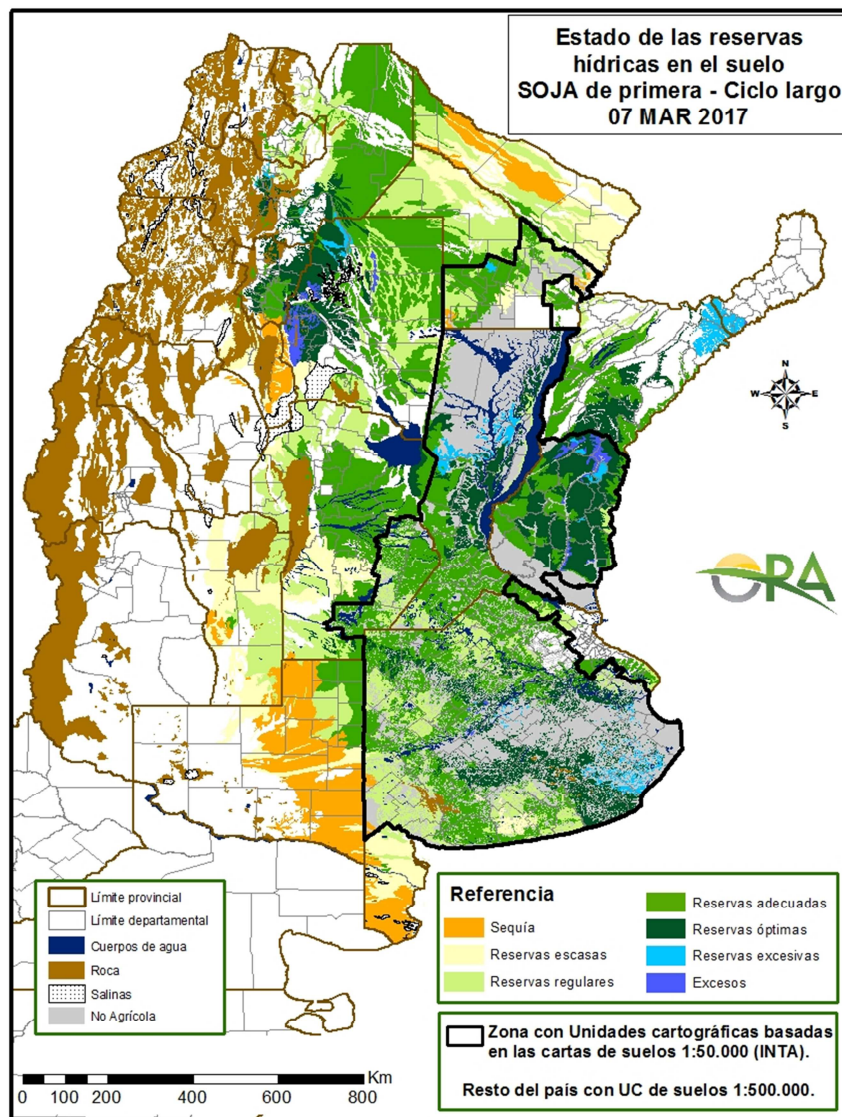 Estado de las reservas
hídricas en el suelo
SOJA de primera - Ciclo largo
07 MAR 2017
N
W
E
S
OPA
Límite provincial
Límite departamental
Cuerpos de agua
Roca
Salinas
No Agrícola
Referencia
Sequía
Reservas escasas
Reservas regulares
Reservas adecuadas
Reservas óptimas
Reservas excesivas
Excesos
Zona con Unidades cartográficas basadas
en las cartas de suelos 1:50.000 (INTA).
Resto del país con UC de suelos 1:500.000.
Km
0 100 200 400 600 800